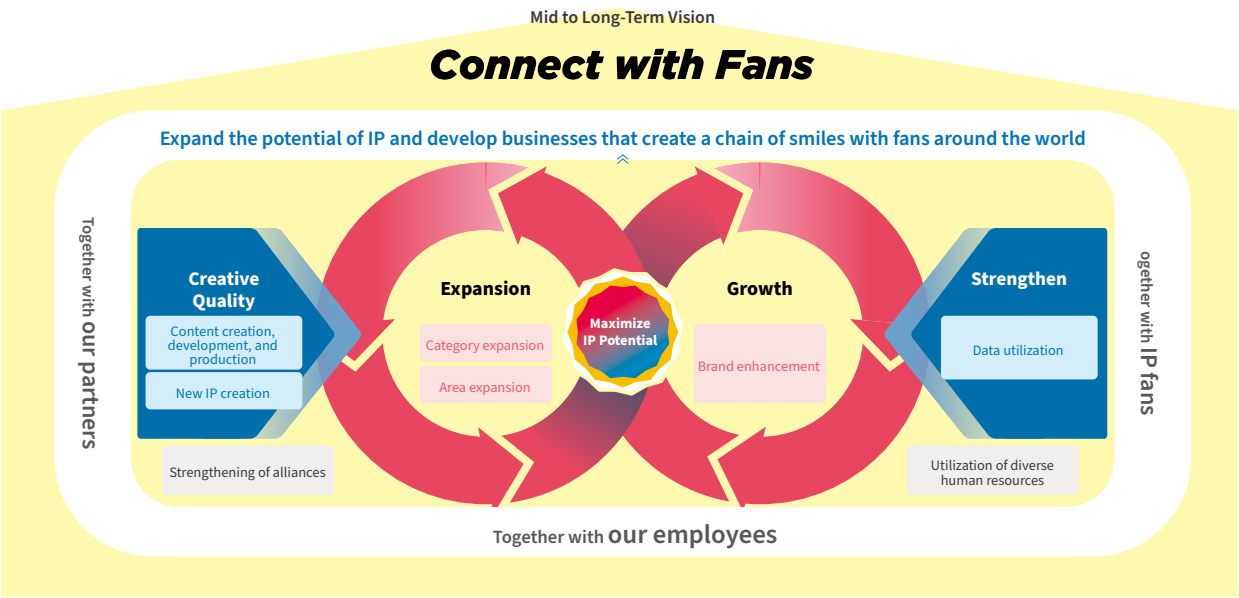 Mid to Long-Term Vision
Connect with Fans
Expand the potential of IP and develop businesses that create a chain of smiles with fans around the world
Together with our partners
Creative
Quality
Content creation,
development, and
production
New IP creation
Strengthening of alliances
Expansion
Category expansion
Area expansion
Maximize
IP Potential
Growth
Brand enhancement
Strengthen
Data utilization
Utilization of diverse
human resources
ogether with IP fans
Together with our employees